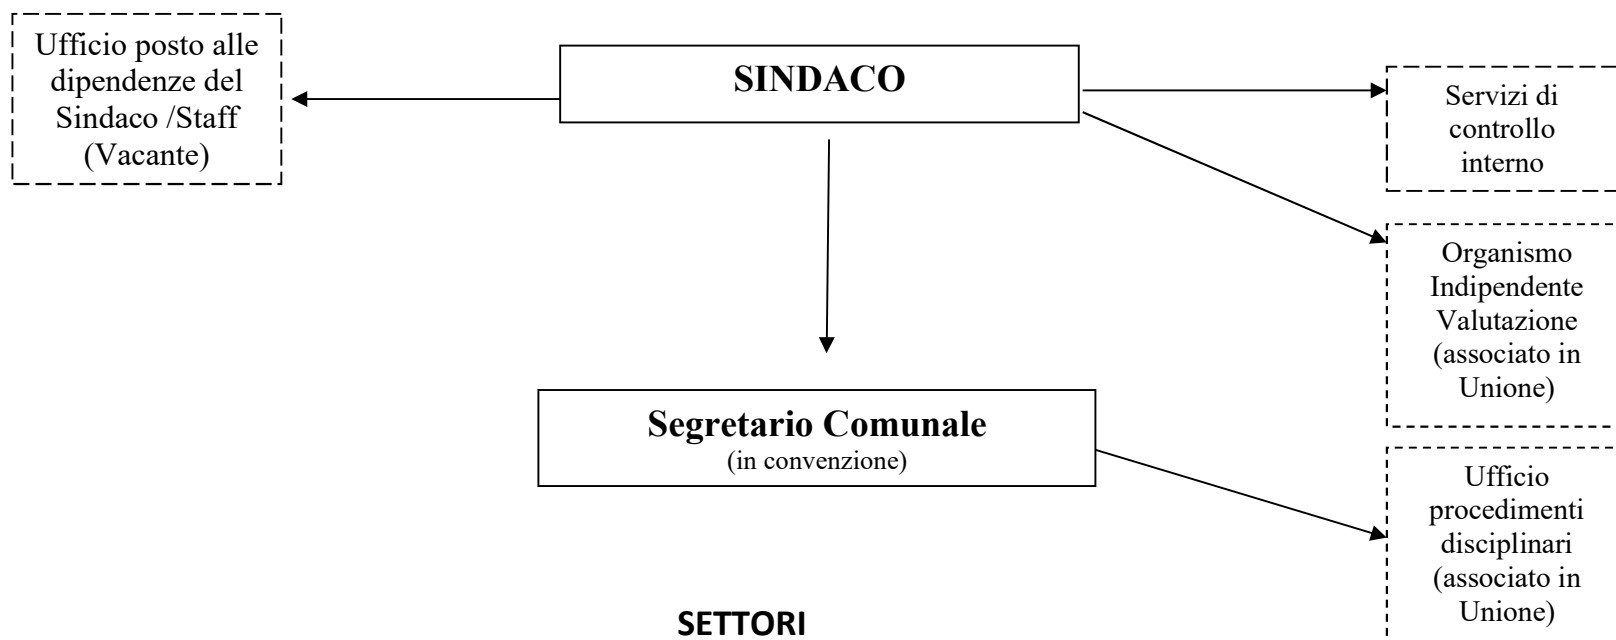 Ufficio posto alle
dipendenze del
Sindaco /Staff
(Vacante)
SINDACO
Servizi di
controllo
interno
Organismo
Indipendente
Valutazione
(associato in
Unione)
Segretario Comunale
(in convenzione)
Ufficio
procedimenti
disciplinari
(associato in
Unione)
SETTORI